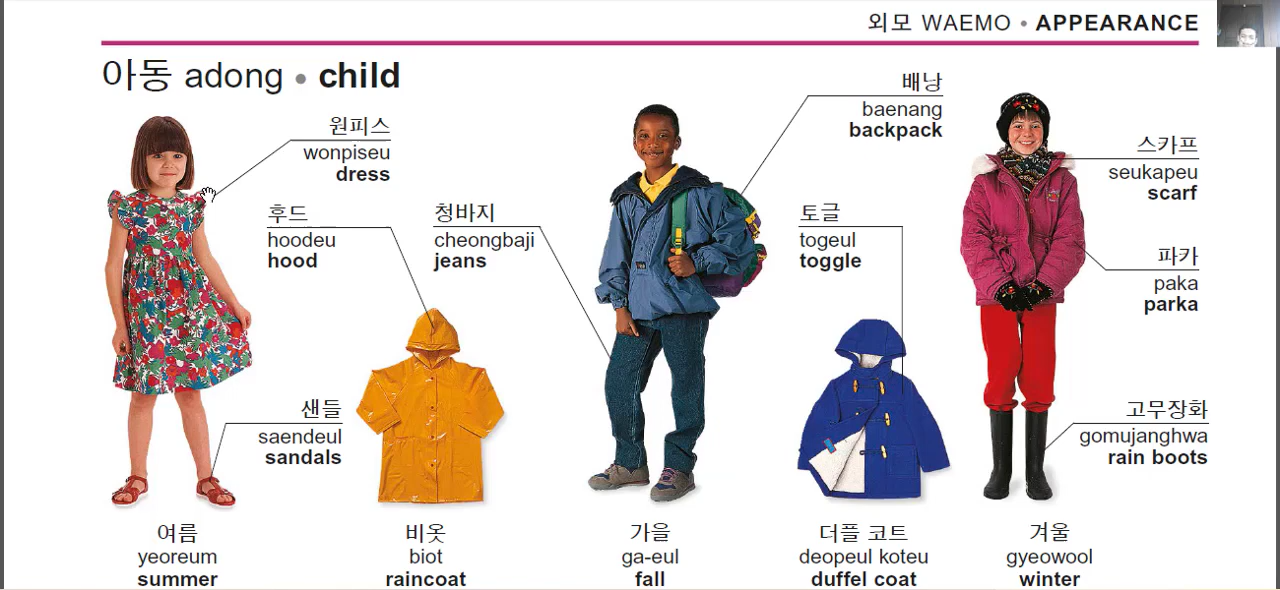 외모 WAEMO • APPEARANCE
아동 adong • child
원피스
wonpiseu
dress
후드
hoodeu
hood
샌들
saendeul
sandals
여름
yeoreum
summer
비옷
biot
raincoat
청바지
cheongbaji
jeans
배낭
baenang
backpack
가을
ga-eul
fall
토글
togeul
toggle
더플 코트
deopeul koteu
duffel coat
스카프
seukapeu
scarf
파카
paka
parka
고무장화
gomujanghwa
rain boots
겨울
gyeowool
winter